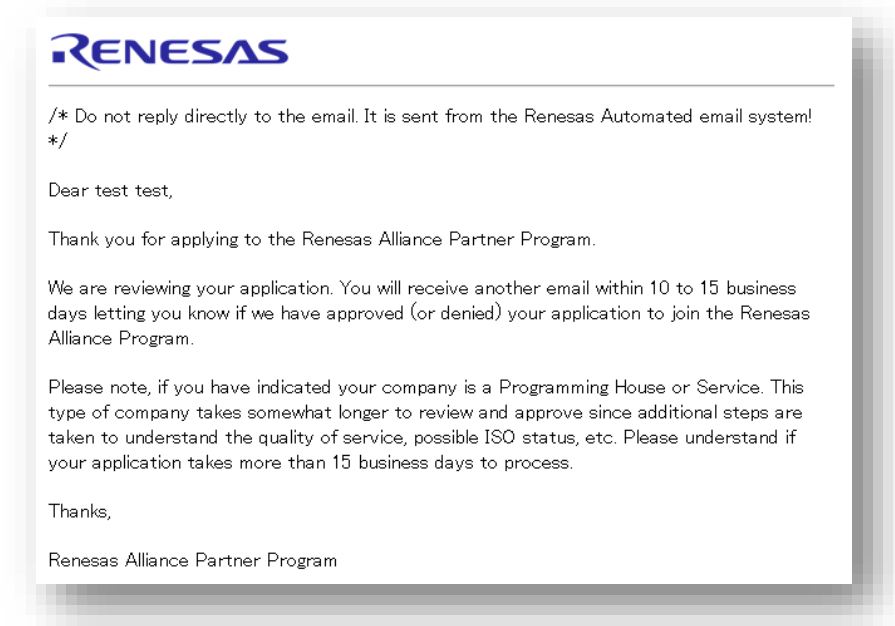 RENESAS
/* Do not reply directly to the email. It is sent from the Renesas Automated email system!
*/
Dear test test,
Thank you for applying to the Renesas Alliance Partner Program.
We are reviewing your application. You will receive another email within 10 to 15 business
days letting you know if we have approved (or denied) your application to join the Renesas
Alliance Program.
Please note, if you have indicated your company is a Programming House or Service. This
type of company takes somewhat longer to review and approve since additional steps are
taken to understand the quality of service, possible ISO status, etc. Please understand if
your application takes more than 15 business days to process.
Thanks,
Renesas Alliance Partner Program